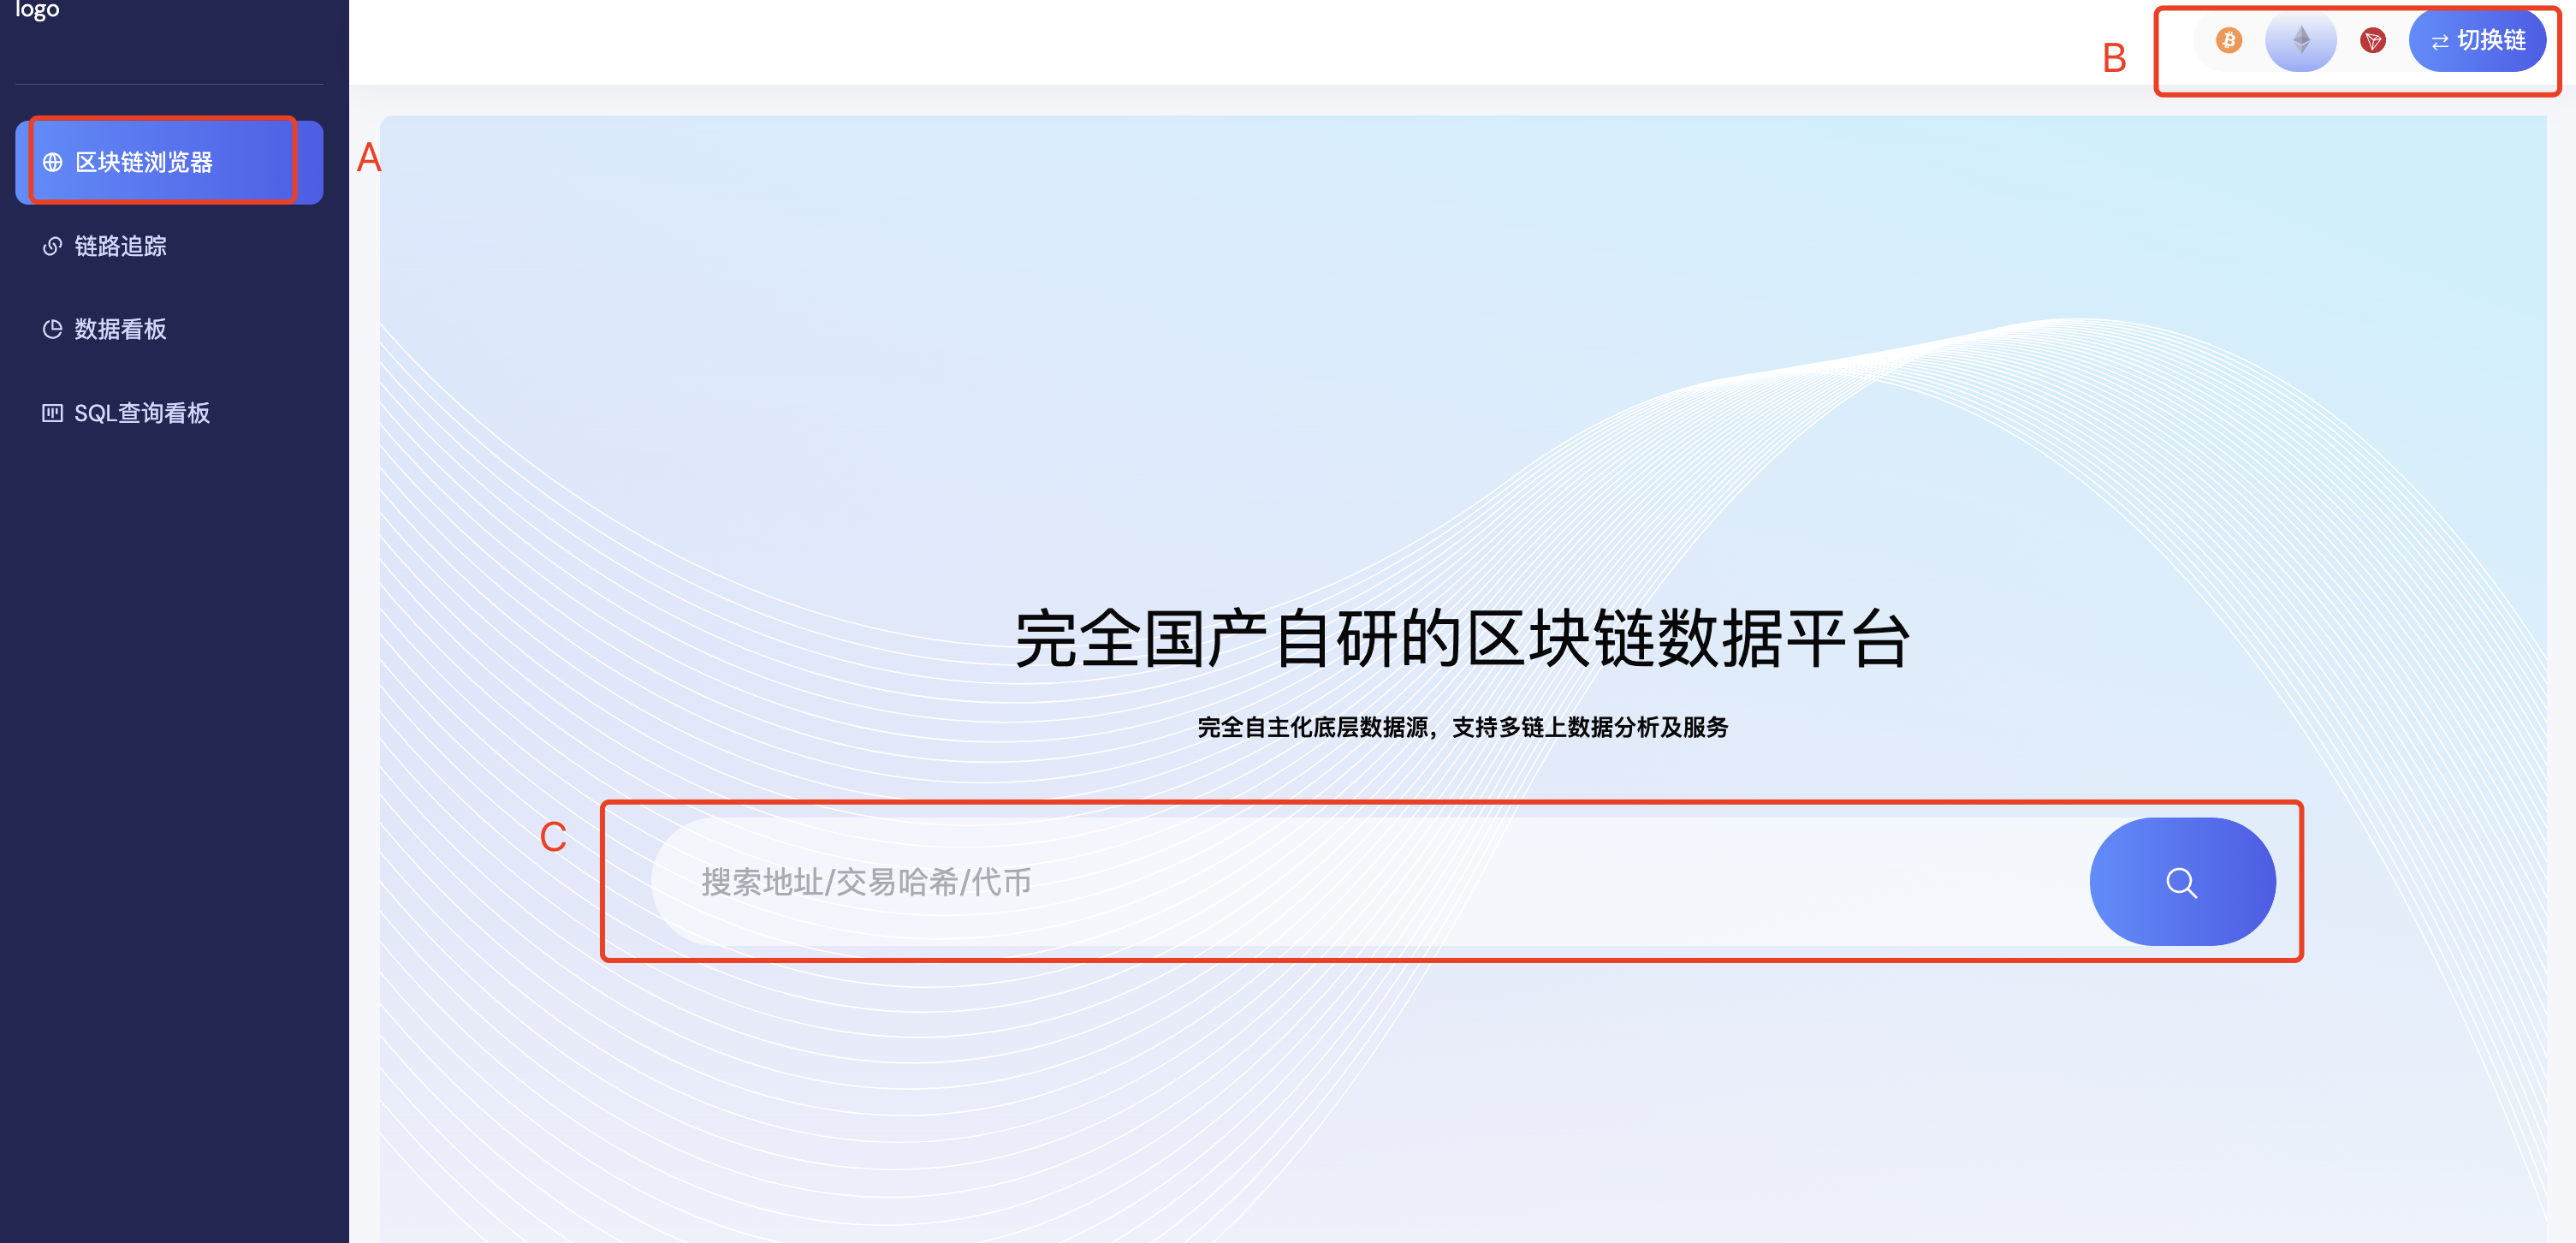 logo
B
切换链
区块链浏览器
A
链路追踪
数据看板
SQL查询看板
完全国产自研的区块链数据平台
完全自主化底层数据源，支持多链上数据分析及服务
C
搜索地址/交易哈希/代币